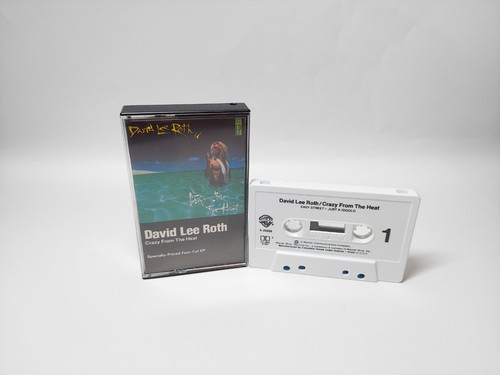 David Lee Roth
Crazy From
The Heat
David Lee Roth
Crazy From The Heat
Specially-Priced Four-Cut EP
David Lee Roth/Crazy From The Heat
EASY STREET • JUST A GIGOLO
1